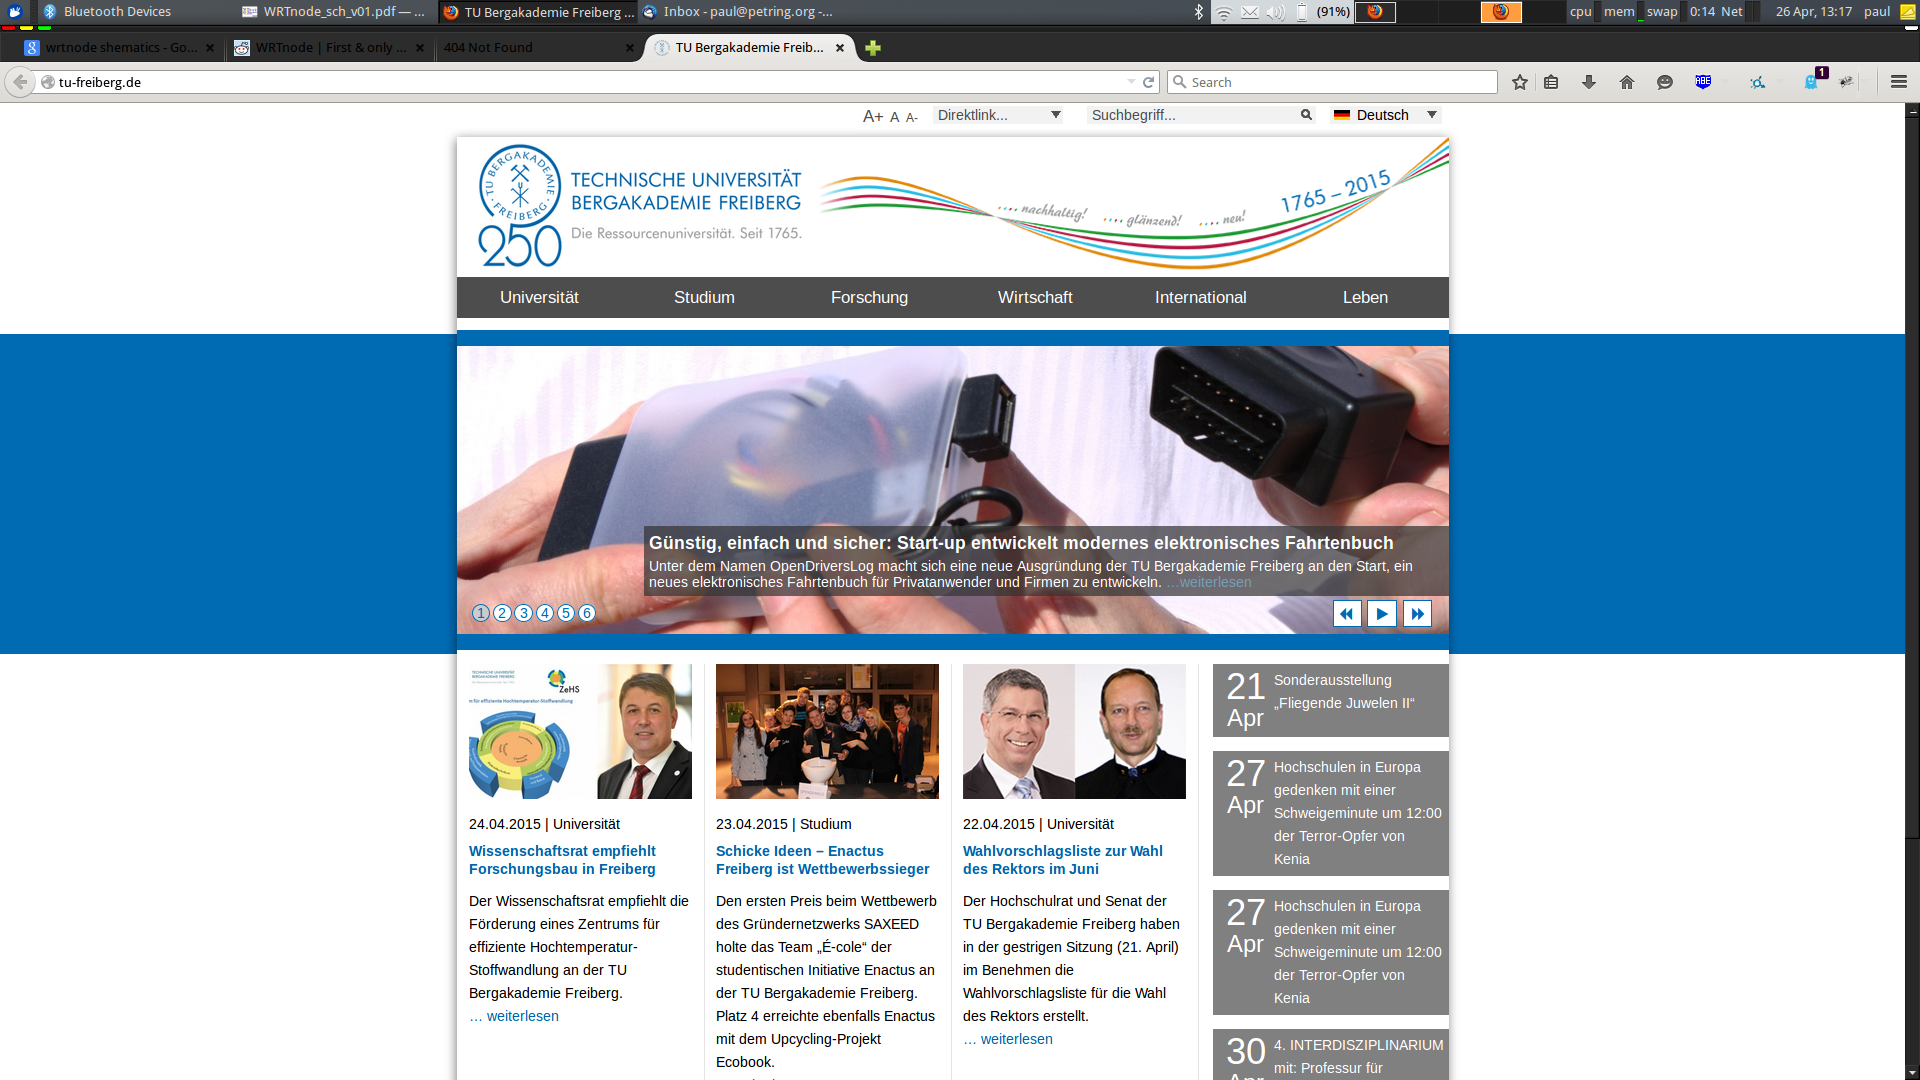 Bluetooth Devices
WRTnode_sch_v01.pdf — ...
TU Bergakademie Freiberg ...
Inbox - paul@petring.org -...
(91%)
cpu
mem
swap
0:14 Net
26 Apr, 13:17
paul
wrtnode shematics - Go...
WRTnode | First & only ...
404 Not Found
TU Bergakademie Freib...
tu-freiberg.de
Search
ABE
1
A+ A A-
Direktlink...
Suchbegriff...
Deutsch
TU BERGAKADEMIE
FREIBERG
250
TECHNISCHE UNIVERSITÄT
BERGAKADEMIE FREIBERG
Die Ressourcenuniversität. Seit 1765.
.... nachhaltig!
.... glänzend!
.... neu!
1765 – 2015
Universität
Studium
Forschung
Wirtschaft
International
Leben
Günstig, einfach und sicher: Start-up entwickelt modernes elektronisches Fahrtenbuch
Unter dem Namen OpenDriversLog macht sich eine neue Ausgründung der TU Bergakademie Freiberg an den Start, ein
neues elektronisches Fahrtenbuch für Privatanwender und Firmen zu entwickeln. ...weiterlesen
1 2 3 4 5 6
TECHNISCHE UNIVERSITÄT
BERGAKADEMIE FREIBERG
ZeHS
m für effiziente Hochtemperatur-Stoffwandlung
24.04.2015 | Universität
Wissenschaftsrat empfiehlt
Forschungsbau in Freiberg
Der Wissenschaftsrat empfiehlt die
Förderung eines Zentrums für
effiziente Hochtemperatur-
Stoffwandlung an der TU
Bergakademie Freiberg.
... weiterlesen
23.04.2015 | Studium
Schicke Ideen – Enactus
Freiberg ist Wettbewerbssieger
Den ersten Preis beim Wettbewerb
des Gründernetzwerks SAXEED
holte das Team „É-cole“ der
studentischen Initiative Enactus an
der TU Bergakademie Freiberg.
Platz 4 erreichte ebenfalls Enactus
mit dem Upcycling-Projekt
Ecobook.
22.04.2015 | Universität
Wahlvorschlagsliste zur Wahl
des Rektors im Juni
Der Hochschulrat und Senat der
TU Bergakademie Freiberg haben
in der gestrigen Sitzung (21. April)
im Benehmen die
Wahlvorschlagsliste für die Wahl
des Rektors erstellt.
... weiterlesen
21
Apr
Sonderausstellung
„Fliegende Juwelen II“
27
Apr
Hochschulen in Europa
gedenken mit einer
Schweigeminute um 12:00
der Terror-Opfer von
Kenia
27
Apr
Hochschulen in Europa
gedenken mit einer
Schweigeminute um 12:00
der Terror-Opfer von
Kenia
30
Apr
4. INTERDISZIPLINARIUM
mit: Professur für